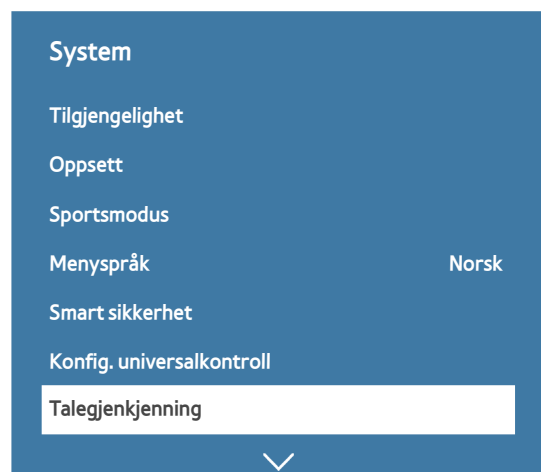 System
Tilgjengelighet
Oppsett
Sportsmodus
Menyspråk Norsk
Smart sikkerhet
Konfig. universalkontroll
Talegjenkjenning